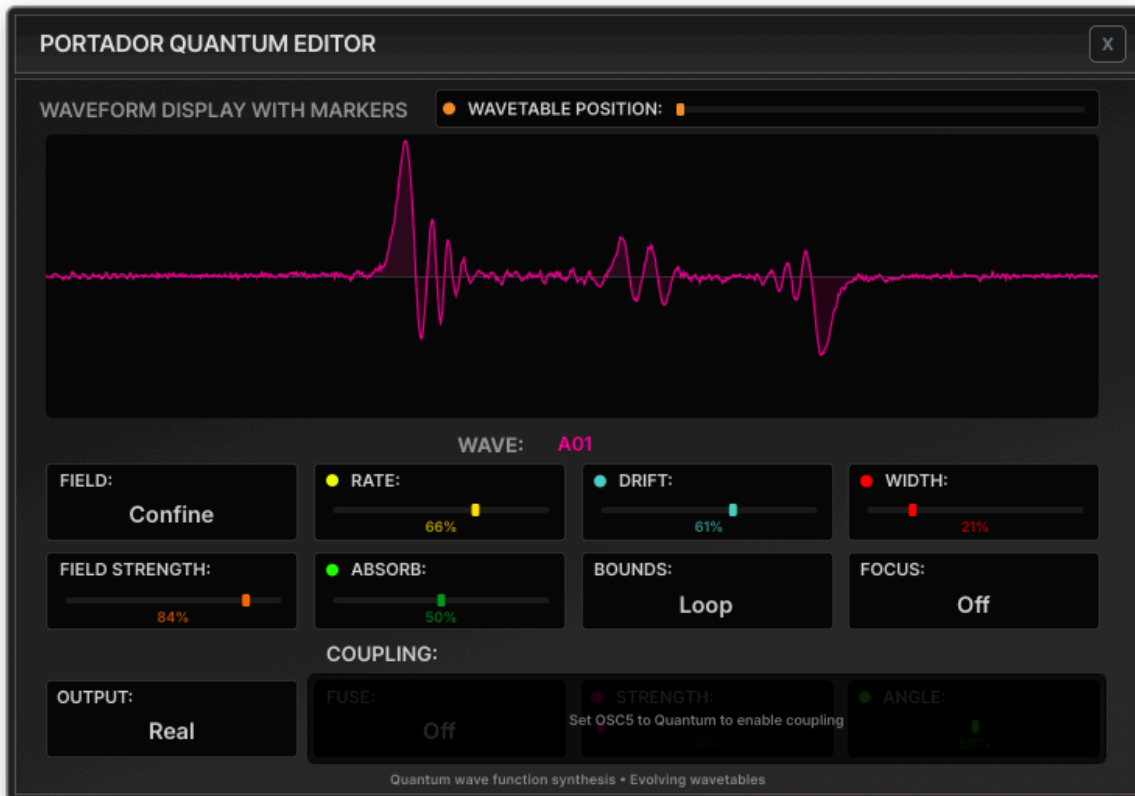 PORTADOR QUANTUM EDITOR
X
WAVEFORM DISPLAY WITH MARKERS
WAVETABLE POSITION:
WAVE: A01
FIELD:
Confine
RATE:
66%
DRIFT:
61%
WIDTH:
21%
FIELD STRENGTH:
84%
ABSORB:
50%
BOUNDS:
Loop
FOCUS:
Off
COUPLING:
OUTPUT:
Real
FUSE:
Off
STRENGTH:
0%
ANGLE:
50%
Set OSC5 to Quantum to enable coupling
Quantum wave function synthesis • Evolving wavetables